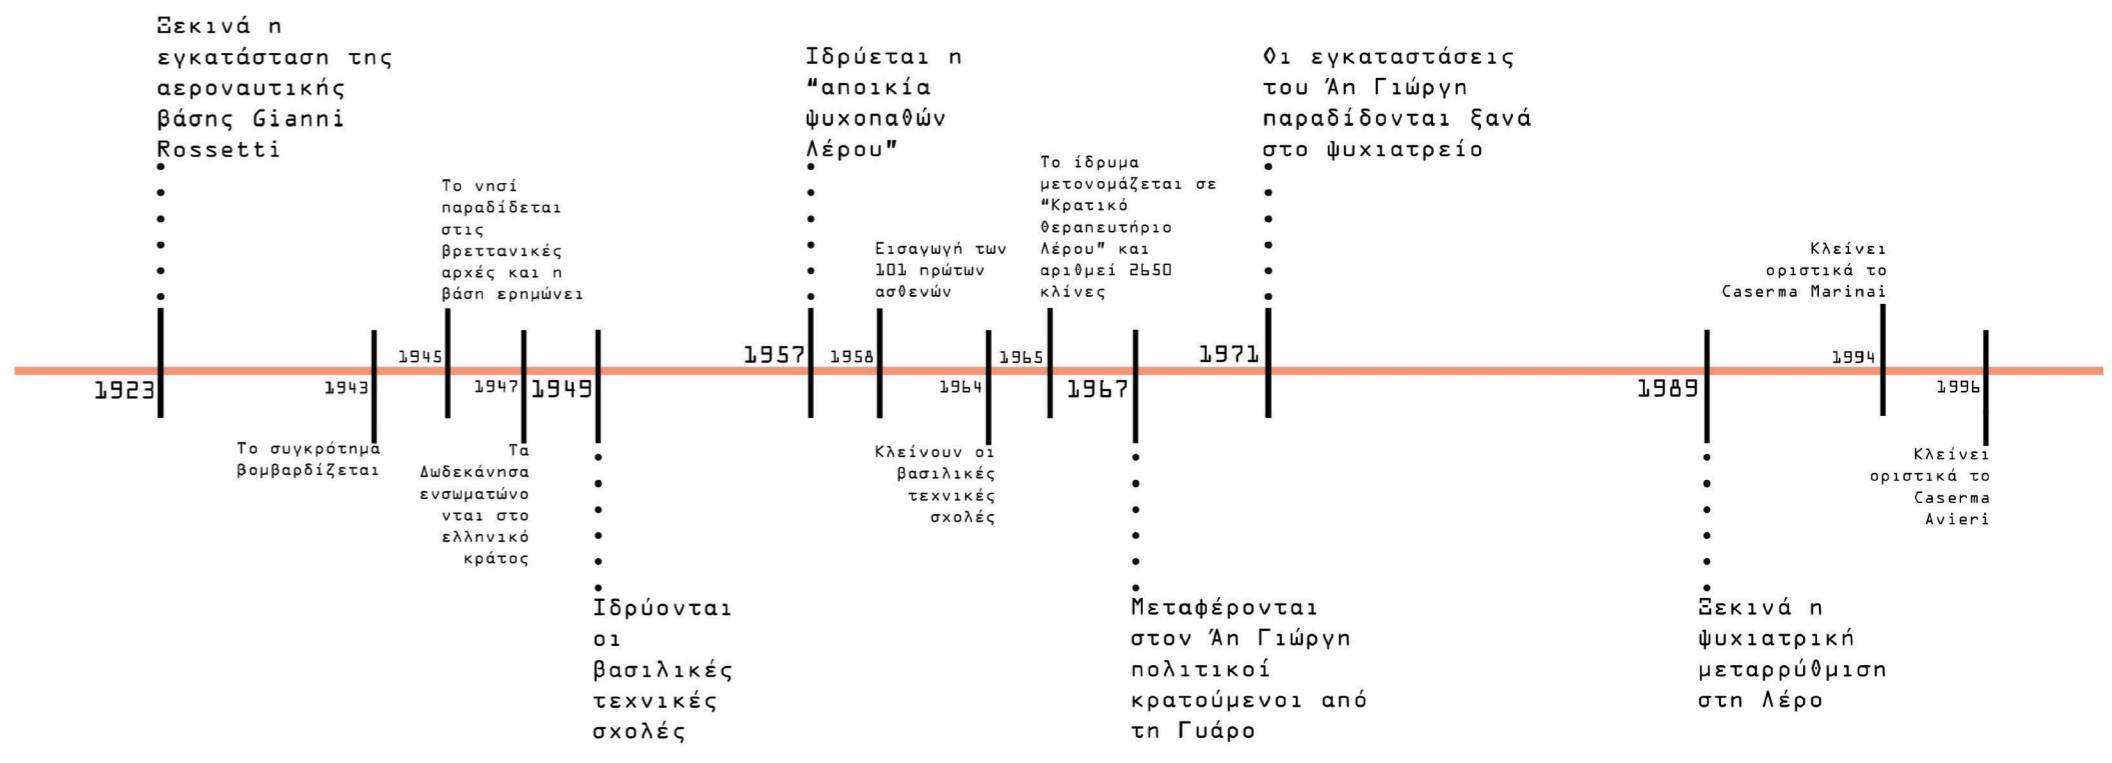 Ξεκινά η
εγκατάσταση της
αεροναυτικής
βάσης Gianni
Rossetti
1923
Το συγκρότημα
βομβαρδίζεται
1943
Το νησί
παραδίδεται
στις
βρεττανικές
αρχές και η
βάση ερημώνει
1945
1947
Τα
Δωδεκάνησα
ενσωματώνο
νται στο
ελληνικό
κράτος
1949
Ιδρύονται
οι
βασιλικές
τεχνικές
σχολές
Ιδρύεται η
“αποικία
ψυχοπαθών
Λέρου”
1957
Εισαγωγή των
101 πρώτων
ασθενών
1958
1964
Κλείνουν οι
βασιλικές
τεχνικές
σχολές
Το ίδρυμα
μετονομάζεται σε
“Κρατικό
θεραπευτήριο
Λέρου” και
αριθμεί 2650
κλίνες
1965
1967
Μεταφέρονται
στον Άη Γιώργη
πολιτικοί
κρατούμενοι από
τη Γυάρο
Οι εγκαταστάσεις
του Άη Γιώργη
παραδίδονται ξανά
στο ψυχιατρείο
1971
1989
Ξεκινά η
ψυχιατρική
μεταρρύθμιση
στη Λέρο
Κλείνει
οριστικά το
Caserma Marinai
1994
1996
Κλείνει
οριστικά το
Caserma
Avieri